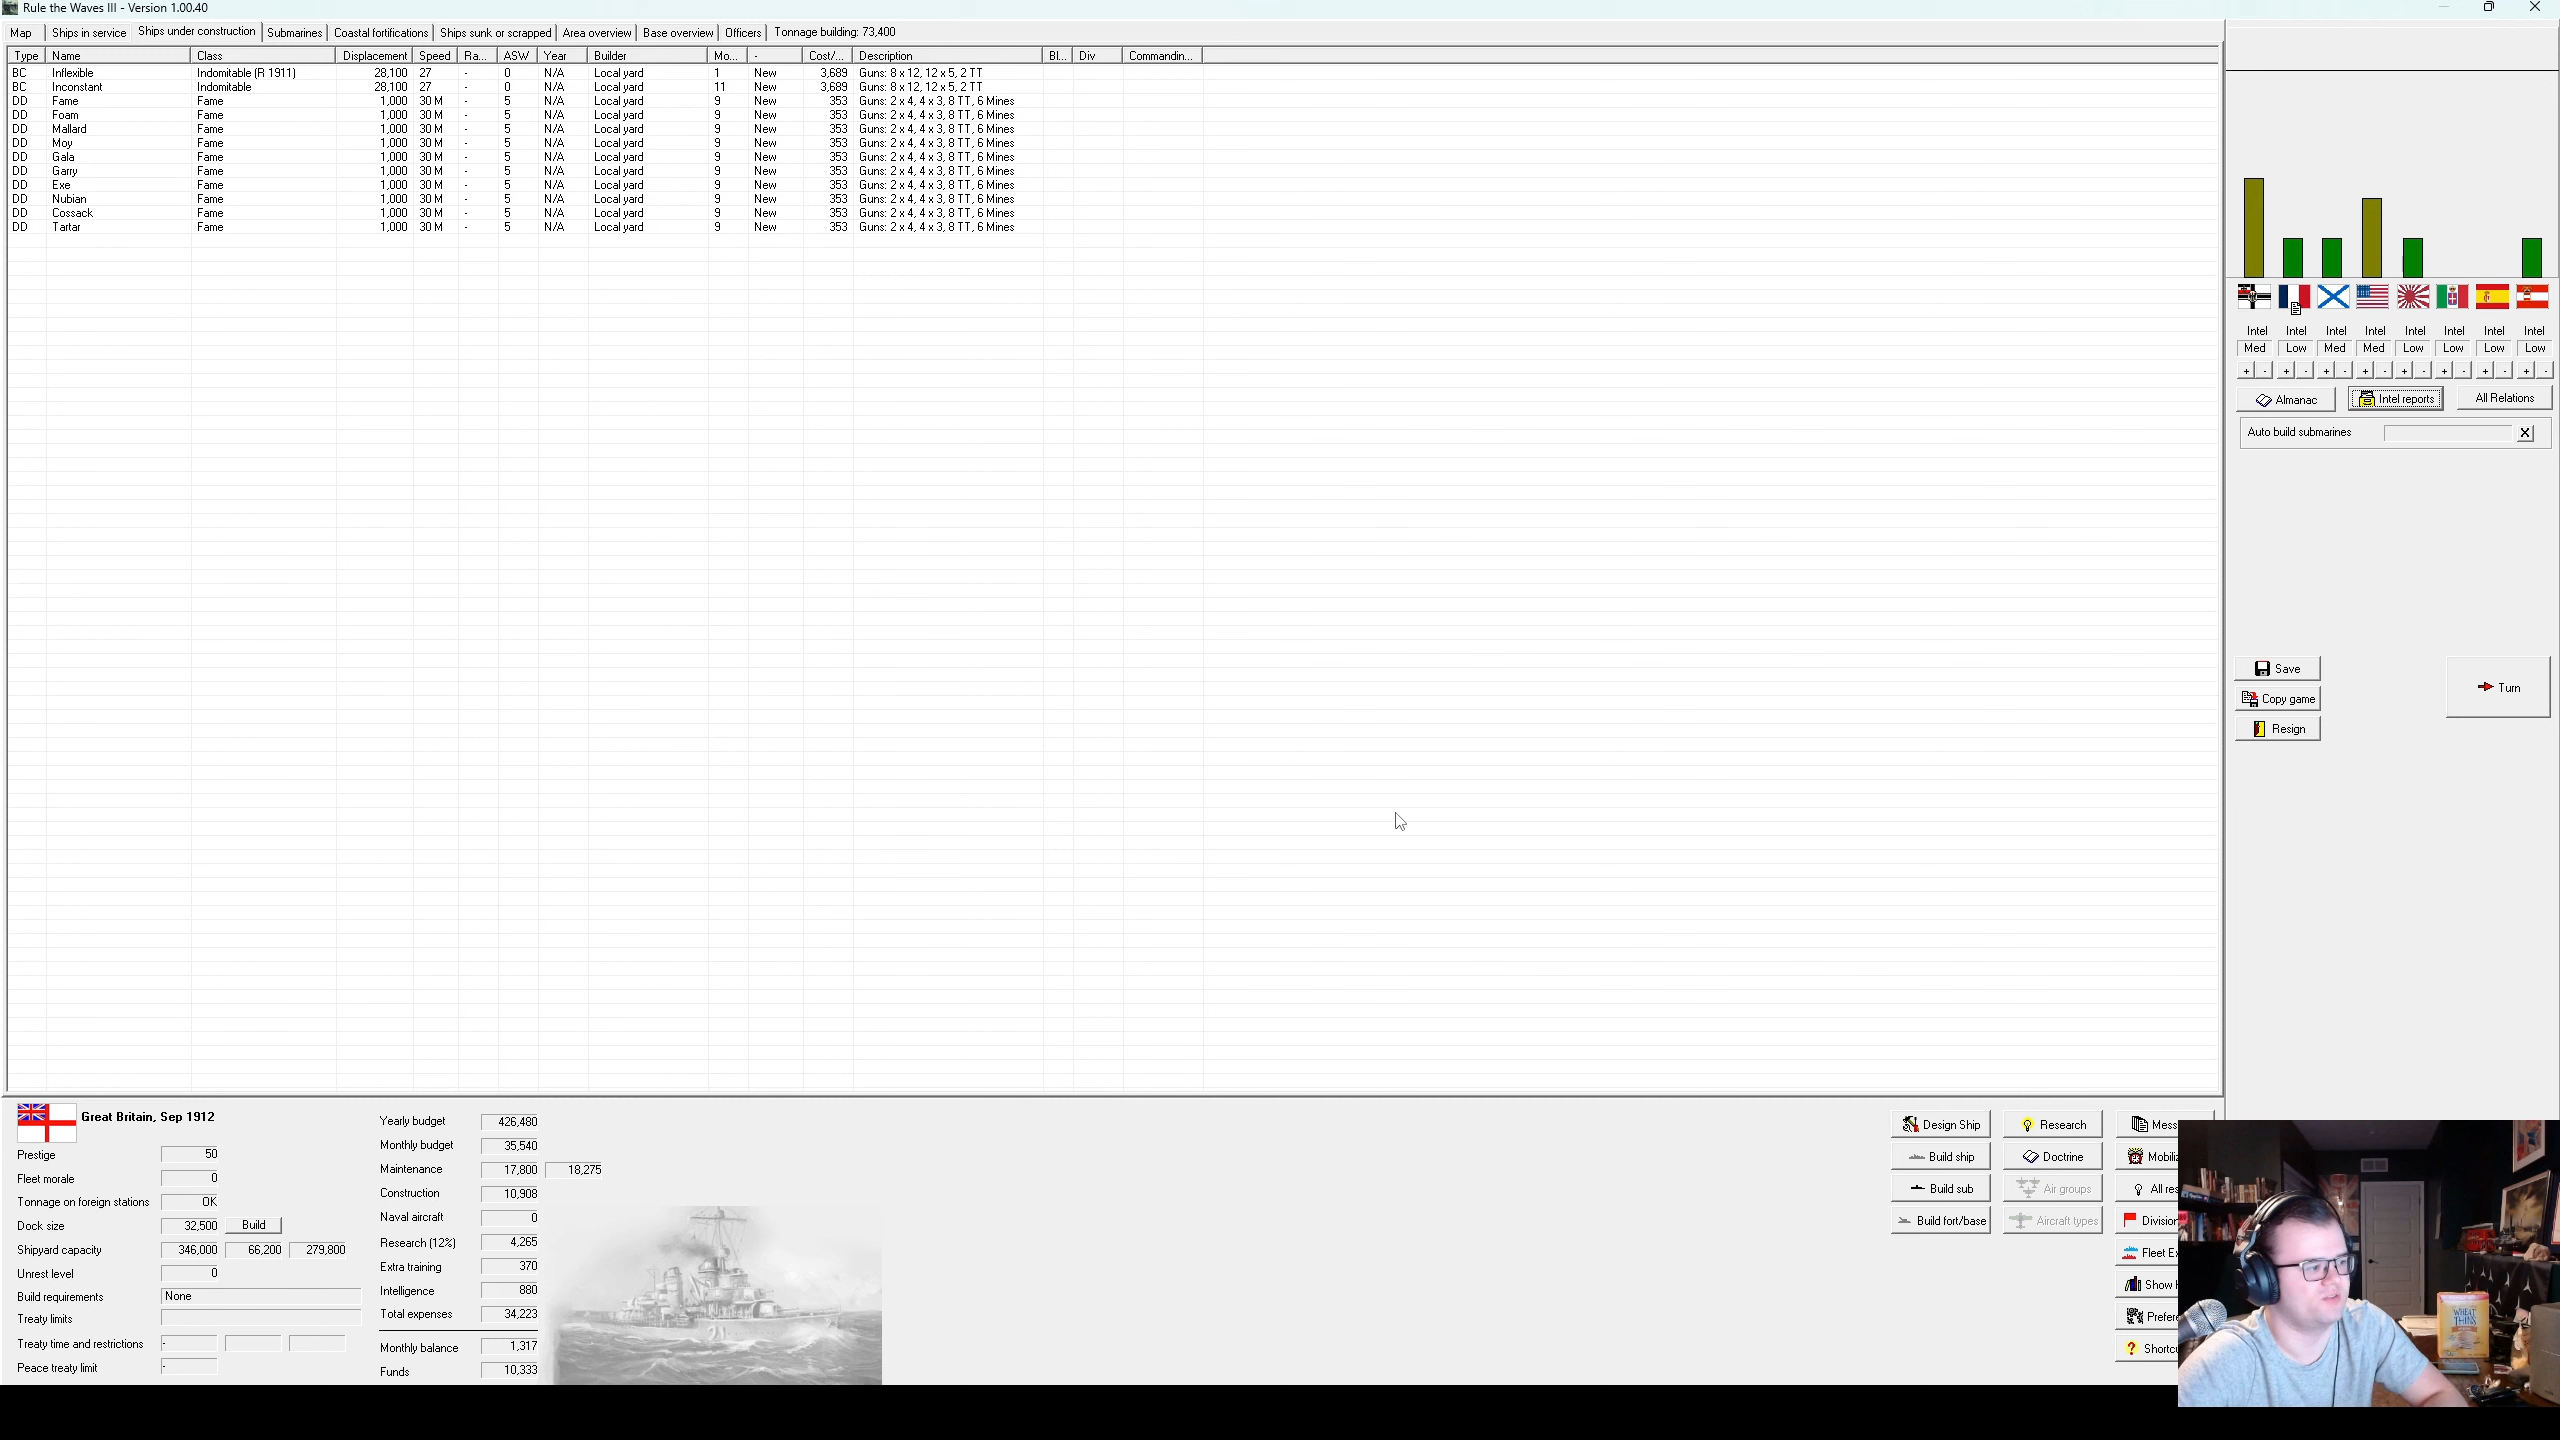 Rule the Waves III - Version 1.00.40
Map Ships in service Ships under construction Submarines Coastal fortifications Ships sunk or scrapped Area overview Base overview Officers Tonnage building: 73,400
Type Name Class Displacement Speed Ra... ASW Year Builder Mo... - Cost/... Description Bl... Div Commandin...
BC Inflexible Indomitable (R 1911) 28,100 27 - 0 N/A Local yard 1 New 3,689 Guns: 8 x 12, 12 x 5, 2 TT
BC Inconstant Indomitable 28,100 27 - 0 N/A Local yard 11 New 3,689 Guns: 8 x 12, 12 x 5, 2 TT
DD Fame Fame 1,000 30 M - 5 N/A Local yard 9 New 353 Guns: 2 x 4, 4 x 3, 8 TT, 6 Mines
DD Foam Fame 1,000 30 M - 5 N/A Local yard 9 New 353 Guns: 2 x 4, 4 x 3, 8 TT, 6 Mines
DD Mallard Fame 1,000 30 M - 5 N/A Local yard 9 New 353 Guns: 2 x 4, 4 x 3, 8 TT, 6 Mines
DD Moy Fame 1,000 30 M - 5 N/A Local yard 9 New 353 Guns: 2 x 4, 4 x 3, 8 TT, 6 Mines
DD Gala Fame 1,000 30 M - 5 N/A Local yard 9 New 353 Guns: 2 x 4, 4 x 3, 8 TT, 6 Mines
DD Garry Fame 1,000 30 M - 5 N/A Local yard 9 New 353 Guns: 2 x 4, 4 x 3, 8 TT, 6 Mines
DD Exe Fame 1,000 30 M - 5 N/A Local yard 9 New 353 Guns: 2 x 4, 4 x 3, 8 TT, 6 Mines
DD Nubian Fame 1,000 30 M - 5 N/A Local yard 9 New 353 Guns: 2 x 4, 4 x 3, 8 TT, 6 Mines
DD Cossack Fame 1,000 30 M - 5 N/A Local yard 9 New 353 Guns: 2 x 4, 4 x 3, 8 TT, 6 Mines
DD Tartar Fame 1,000 30 M - 5 N/A Local yard 9 New 353 Guns: 2 x 4, 4 x 3, 8 TT, 6 Mines
Intel Intel Intel Intel Intel Intel Intel Intel
Med Low Med Med Low Low Low Low
+ - + - + - + - + - + - + - + -
Almanac Intel reports All Relations
Auto build submarines X
Save
Turn
Copy game
Resign
Great Britain, Sep 1912
Prestige 50
Fleet morale 0
Tonnage on foreign stations OK
Dock size 32,500 Build
Shipyard capacity 346,000 66,200 279,800
Unrest level 0
Build requirements None
Treaty limits
Treaty time and restrictions -
Peace treaty limit -
Yearly budget 426,480
Monthly budget 35,540
Maintenance 17,800 18,275
Construction 10,908
Naval aircraft 0
Research (12%) 4,265
Extra training 370
Intelligence 880
Total expenses 34,223
Monthly balance 1,317
Funds 10,333
Design Ship Research Mess
Build ship Doctrine Mobiliz
Build sub Air groups All res
Build fort/base Aircraft types Division
Fleet Ex
Show
Prefere
? Shortcu
WHEAT THINS